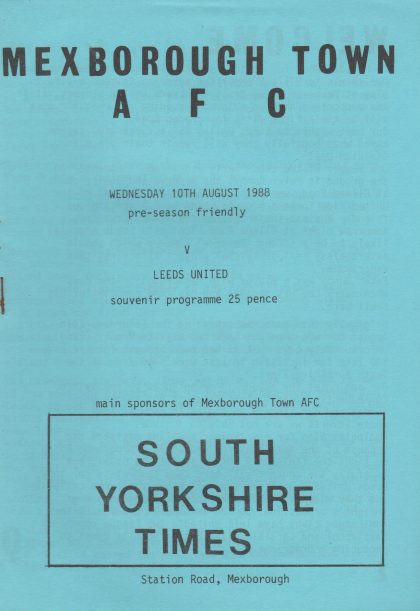 MEXBOROUGH TOWN
A F C
WEDNESDAY 10TH AUGUST 1988
pre-season friendly
V
LEEDS UNITED
souvenir programme 25 pence
main sponsors of Mexborough Town AFC
SOUTH
YORKSHIRE
TIMES
Station Road, Mexborough
WELCOME